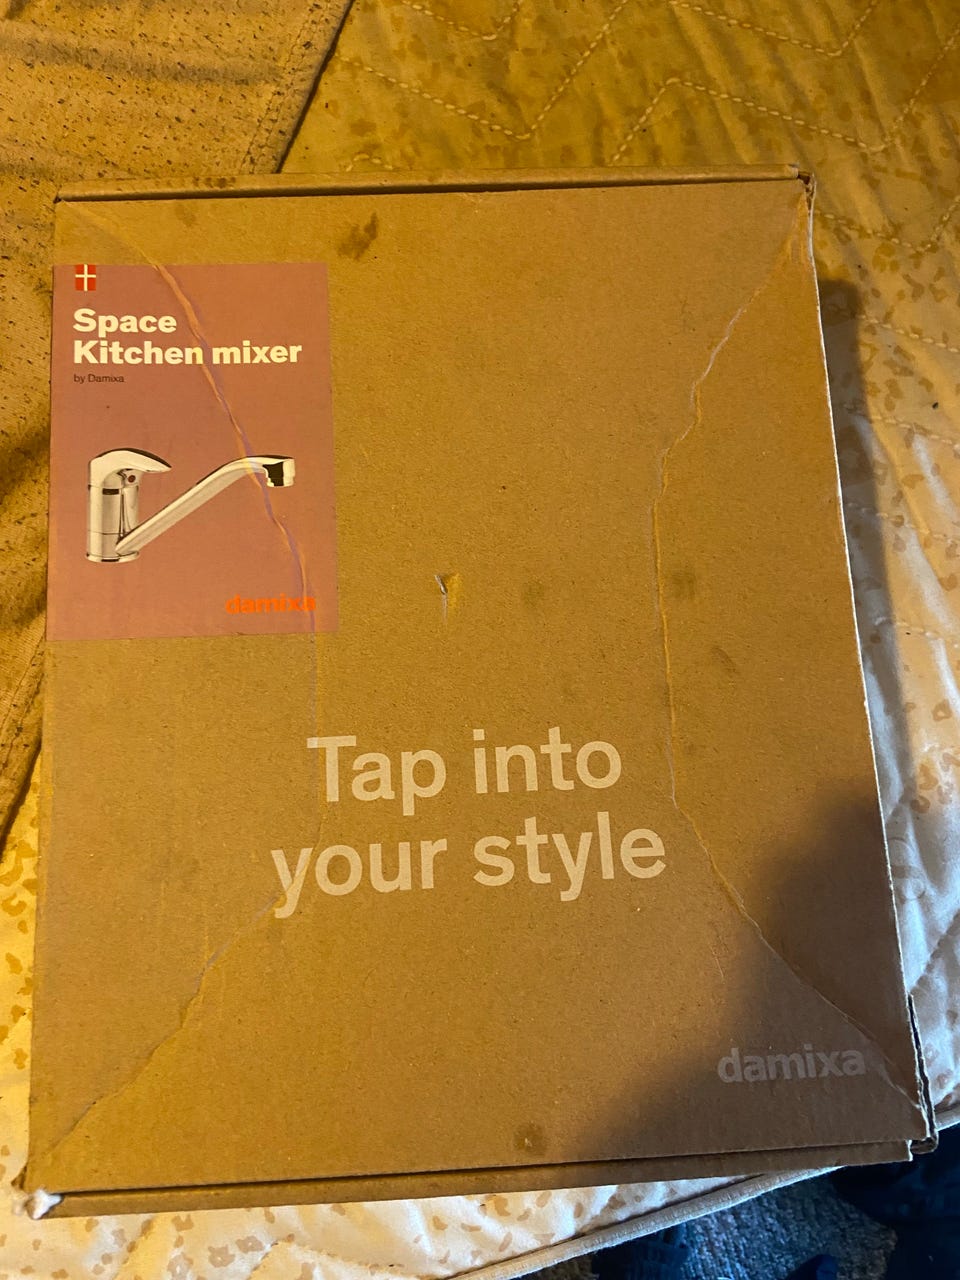 Space
Kitchen mixer
by Damixa
damixa
Tap into
your style
damixa